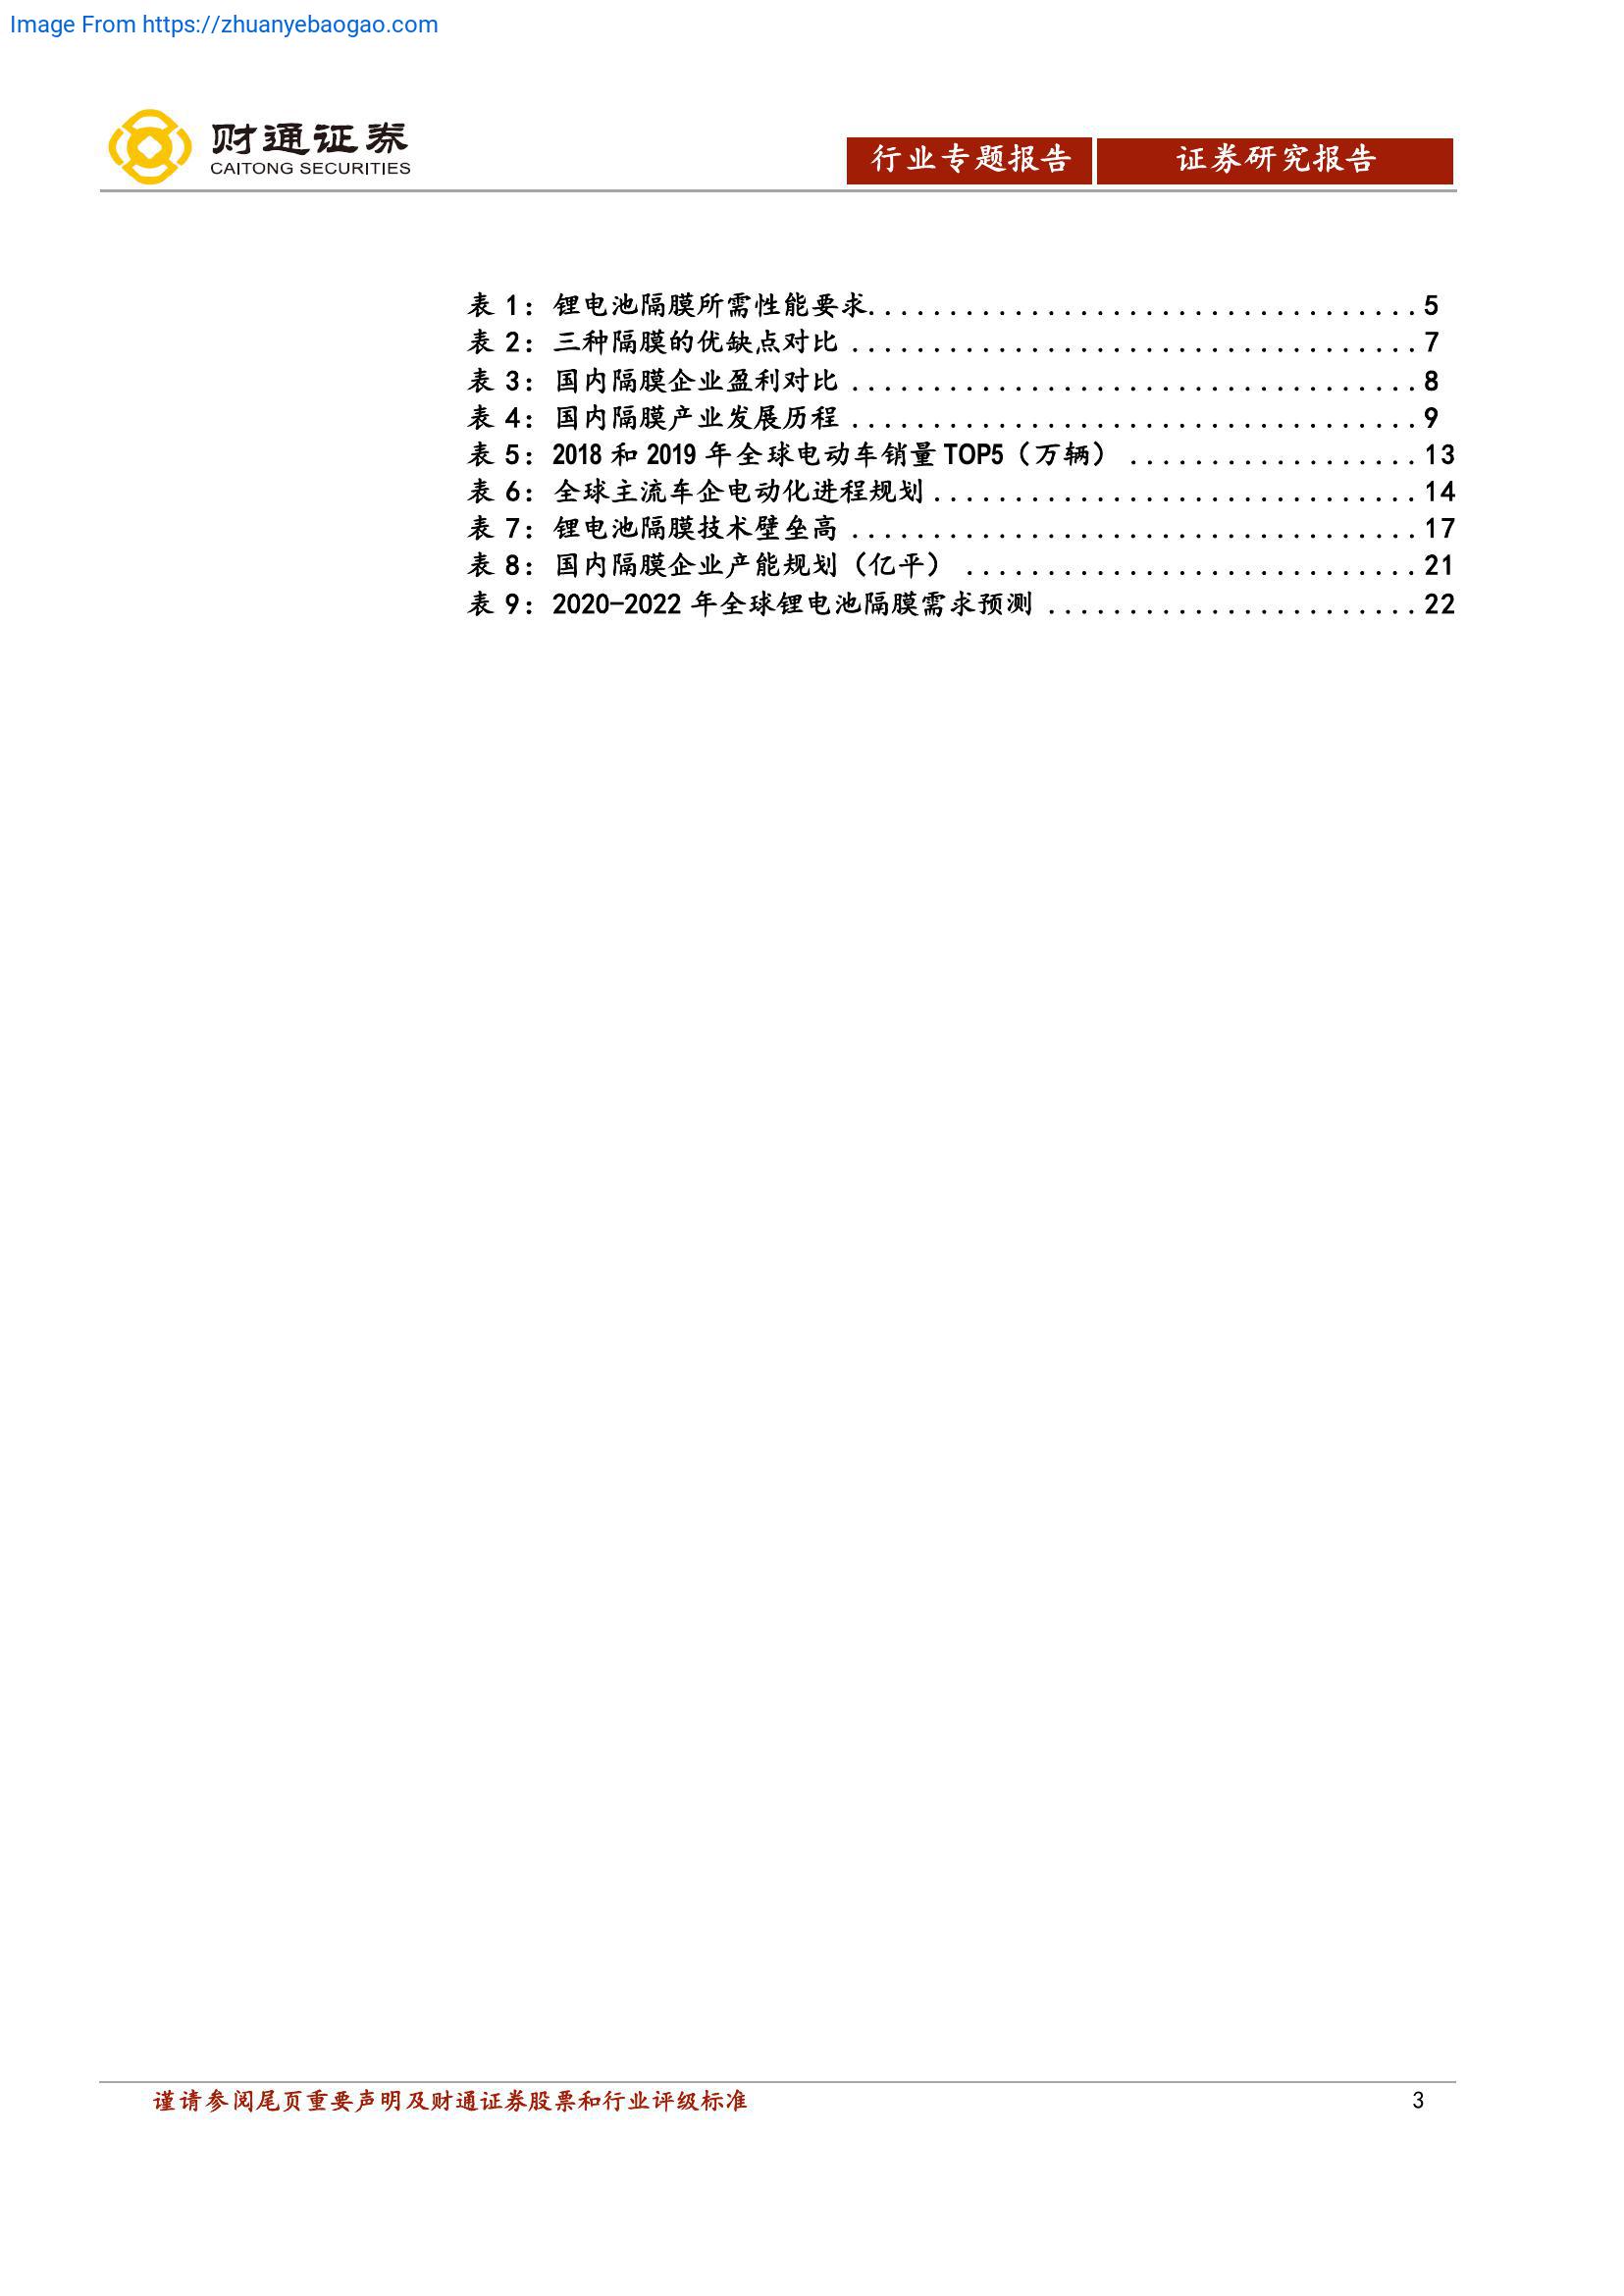 Image From https://zhuanyebaogao.com
财通证券
CAITONG SECURITIES
行业专题报告 证券研究报告
表 1：锂电池隔膜所需性能要求..................................5
表 2：三种隔膜的优缺点对比 ...................................7
表 3：国内隔膜企业盈利对比 ...................................8
表 4：国内隔膜产业发展历程 ...................................9
表 5：2018 和 2019 年全球电动车销量 TOP5（万辆） ..................13
表 6：全球主流车企电动化进程规划..............................14
表 7：锂电池隔膜技术壁垒高 ...................................17
表 8：国内隔膜企业产能规划（亿平） ............................21
表 9：2020-2022 年全球锂电池隔膜需求预测 .......................22
谨请参阅尾页重要声明及财通证券股票和行业评级标准 3